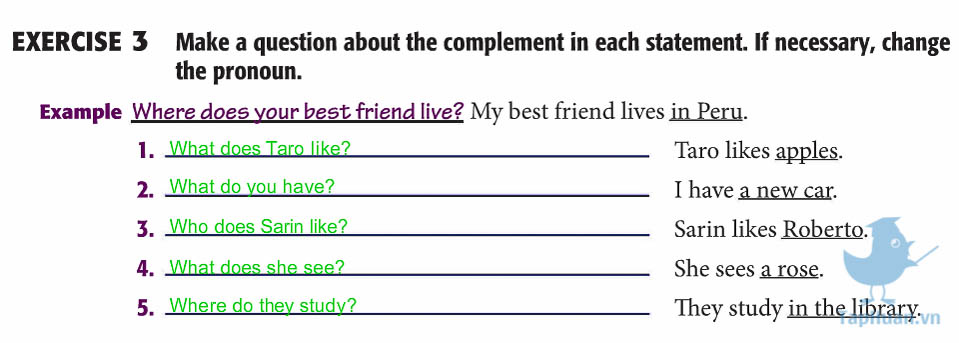 EXERCISE 3 Make a question about the complement in each statement. If necessary, change
the pronoun.
Example Where does your best friend live? My best friend lives in Peru.
1. What does Taro like? Taro likes apples.
2. What do you have? I have a new car.
3. Who does Sarin like? Sarin likes Roberto.
4. What does she see? She sees a rose.
5. Where do they study? They study in the library.
Taphuan.vn